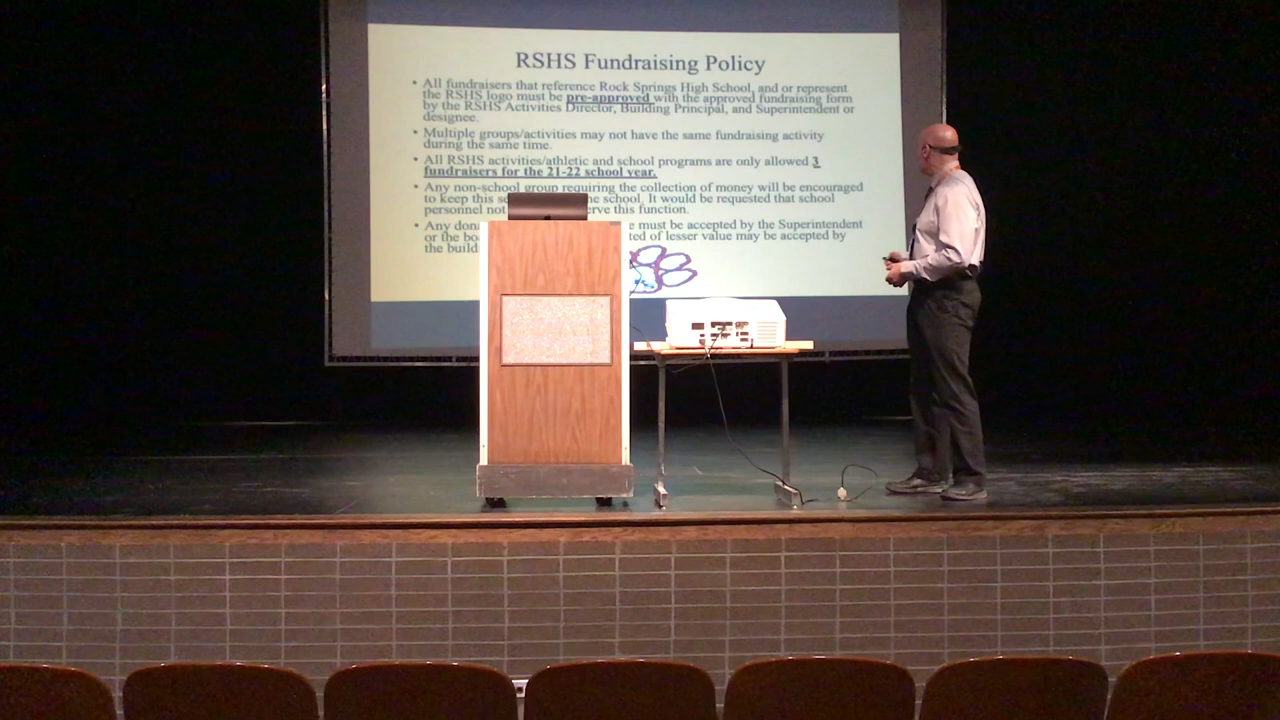 RSHS Fundraising Policy
• All fundraisers that reference Rock Springs High School, and or represent
the RSHS logo must be pre-approved with the approved fundraising form
by the RSHS Activities Director, Building Principal, and Superintendent or
designee.
• Multiple groups/activities may not have the same fundraising activity
during the same time.
• All RSHS activities/athletic and school programs are only allowed 3
fundraisers for the 21-22 school year.
• Any non-school group requiring the collection of money will be encouraged
to keep this school. It would be requested that school
personnel not this function.
• Any must be accepted by the Superintendent
or the of lesser value may be accepted by
the